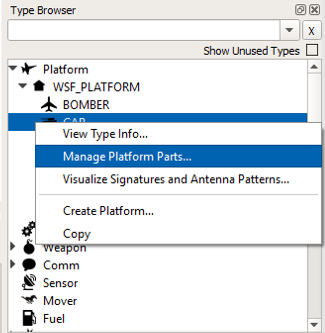 Type Browser
X
Show Unused Types
Platform
WSF_PLATFORM
BOMBER
CAR
View Type Info...
Manage Platform Parts...
Visualize Signatures and Antenna Patterns...
Create Platform...
Copy
Weapon
Comm
Sensor
Mover
Fuel